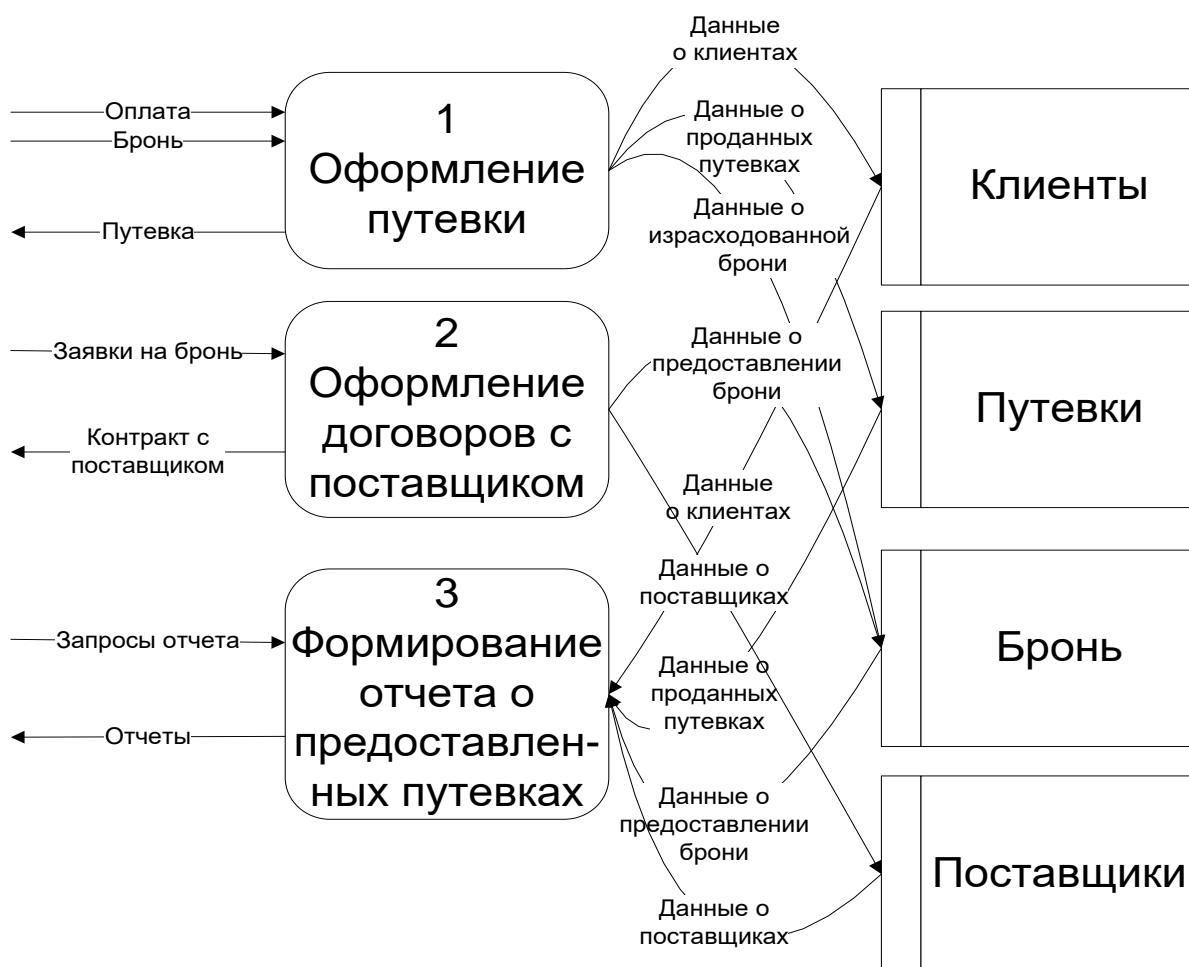 Оплата
Бронь
Путевка
1
Оформление
путевки
Данные
о клиентах
Данные о
проданных
путевках
Данные о
израсходованной
брони
Клиенты
Заявки на бронь
Контракт с
поставщиком
2
Оформление
договоров с
поставщиком
Данные о
предоставлении
брони
Путевки
Данные
о клиентах
Данные о
поставщиках
Запросы отчета
Отчеты
3
Формирование
отчета о
предоставлен-
ных путевках
Данные о
проданных
путевках
Бронь
Данные о
предоставлении
брони
Данные о
поставщиках
Поставщики